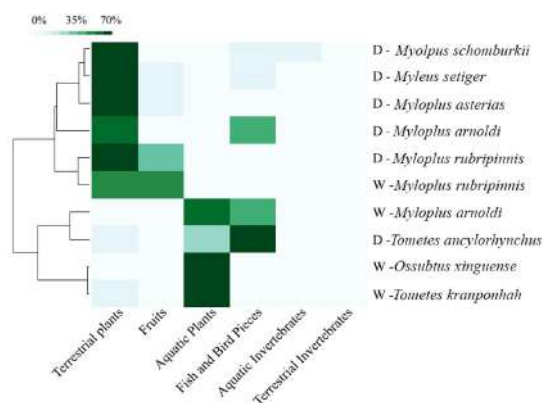 0% 35% 70%
D - Myolpus schomburkii
D - Myleus setiger
D - Myloplus asterias
D - Myloplus arnoldi
D - Myloplus rubripinnis
W -Myloplus rubripinnis
W -Myloplus arnoldi
D -Tometes ancylorhynchus
W -Ossubtus xinguense
W -Tometes kranponhah
Terrestrial plants
Fruits
Aquatic Plants
Fish and Bird Pieces
Aquatic Invertebrates
Terrestrial Invertebrates